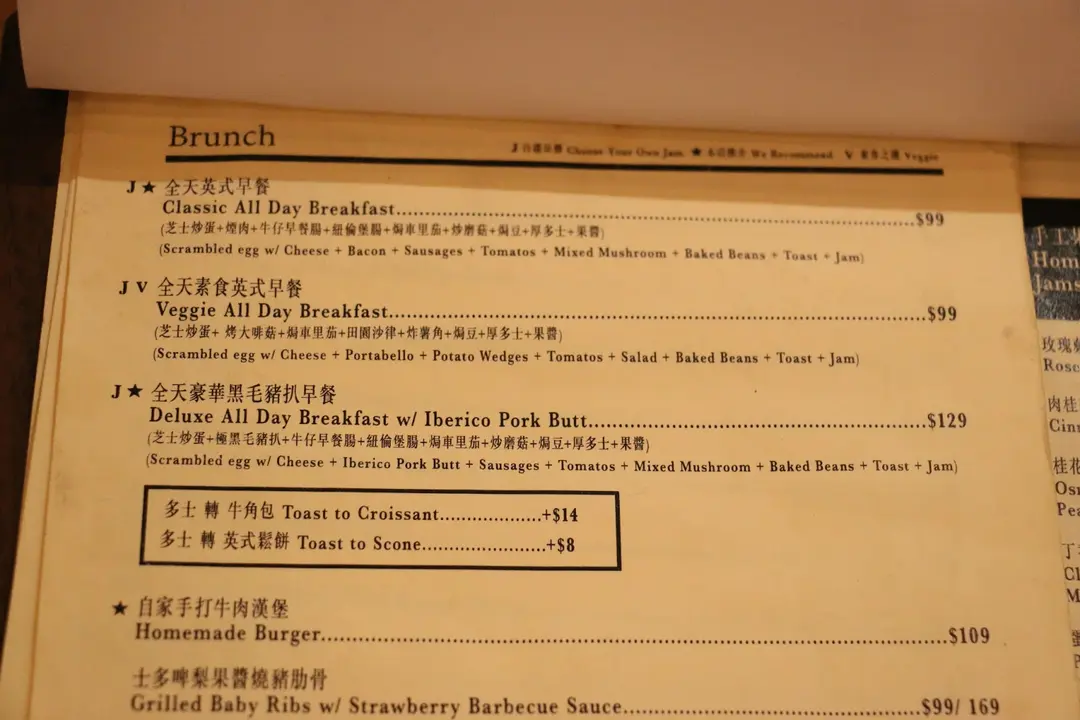 Brunch
J 自選果醬 Choose Your Own Jam ★ 本店推介 We Recommend V 素食之選 Veggie
J ★ 全天英式早餐
Classic All Day Breakfast.....$99
(芝士炒蛋+煙肉+牛仔早餐腸+紐倫堡腸+焗車里茄+炒磨菇+焗豆+厚多士+果醬)
(Scrambled egg w/ Cheese + Bacon + Sausages + Tomatoes + Mixed Mushroom + Baked Beans + Toast + Jam)
J V 全天素食英式早餐
Veggie All Day Breakfast.....$99
(芝士炒蛋+ 烤大啡菇+焗車里茄+田園沙律+炸薯角+焗豆+厚多士+果醬)
(Scrambled egg w/ Cheese + Portabello + Potato Wedges + Tomatoes + Salad + Baked Beans + Toast + Jam)
J ★ 全天豪華黑毛豬扒早餐
Deluxe All Day Breakfast w/ Iberico Pork Butt.....$129
(芝士炒蛋+極黑毛豬扒+牛仔早餐腸+紐倫堡腸+焗車里茄+炒磨菇+焗豆+厚多士+果醬)
(Scrambled egg w/ Cheese + Iberico Pork Butt + Sausages + Tomatoes + Mixed Mushroom + Baked Beans + Toast + Jam)
多士 轉 牛角包 Toast to Croissant.....+$14
多士 轉 英式鬆餅 Toast to Scone.....+$8
★ 自家手打牛肉漢堡
Homemade Burger.....$109
士多啤梨果醬燒豬肋骨
Grilled Baby Ribs w/ Strawberry Barbecue Sauce.....$99/ 169
手工
Hom
Jams
玫瑰
Rose
肉桂
Cinn
桂花
Osm
Pea
丁
Cl
M
P